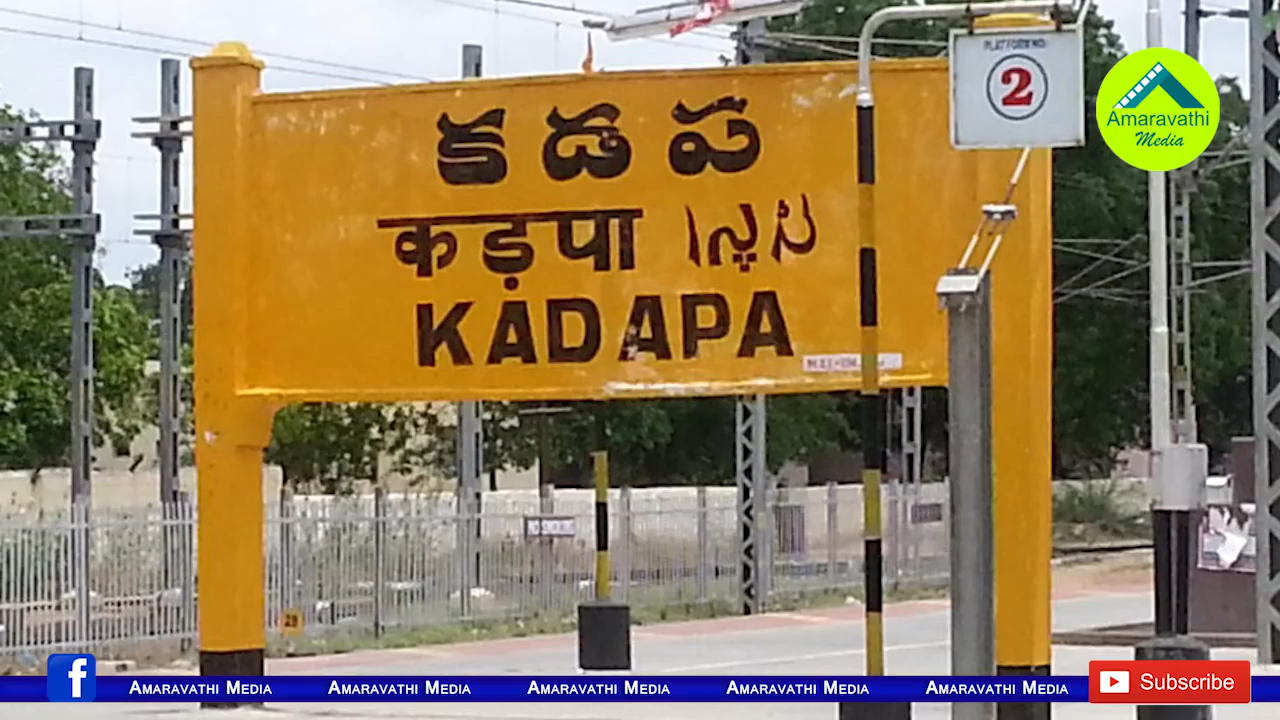 PLATFORM NO.
2
Amaravathi
Media
కడప
कड़पा
KADAPA
Amaravathi Media Amaravathi Media Amaravathi Media Amaravathi Media Amaravathi Media
Subscribe